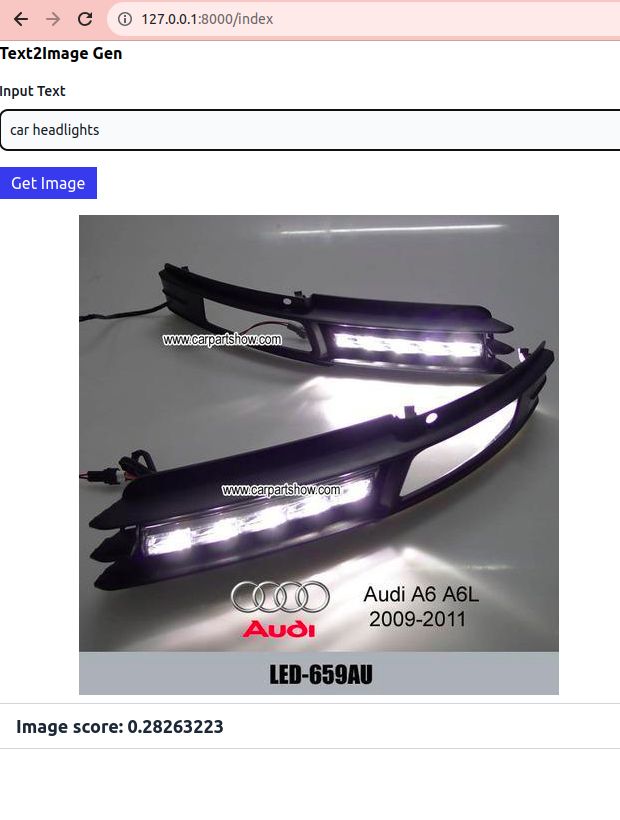 127.0.0.1:8000/index
Text2Image Gen
Input Text
car headlights
Get Image
www.carpartshow.com
www.carpartshow.com
Audi A6 A6L
Audi 2009-2011
LED-659AU
Image score: 0.28263223